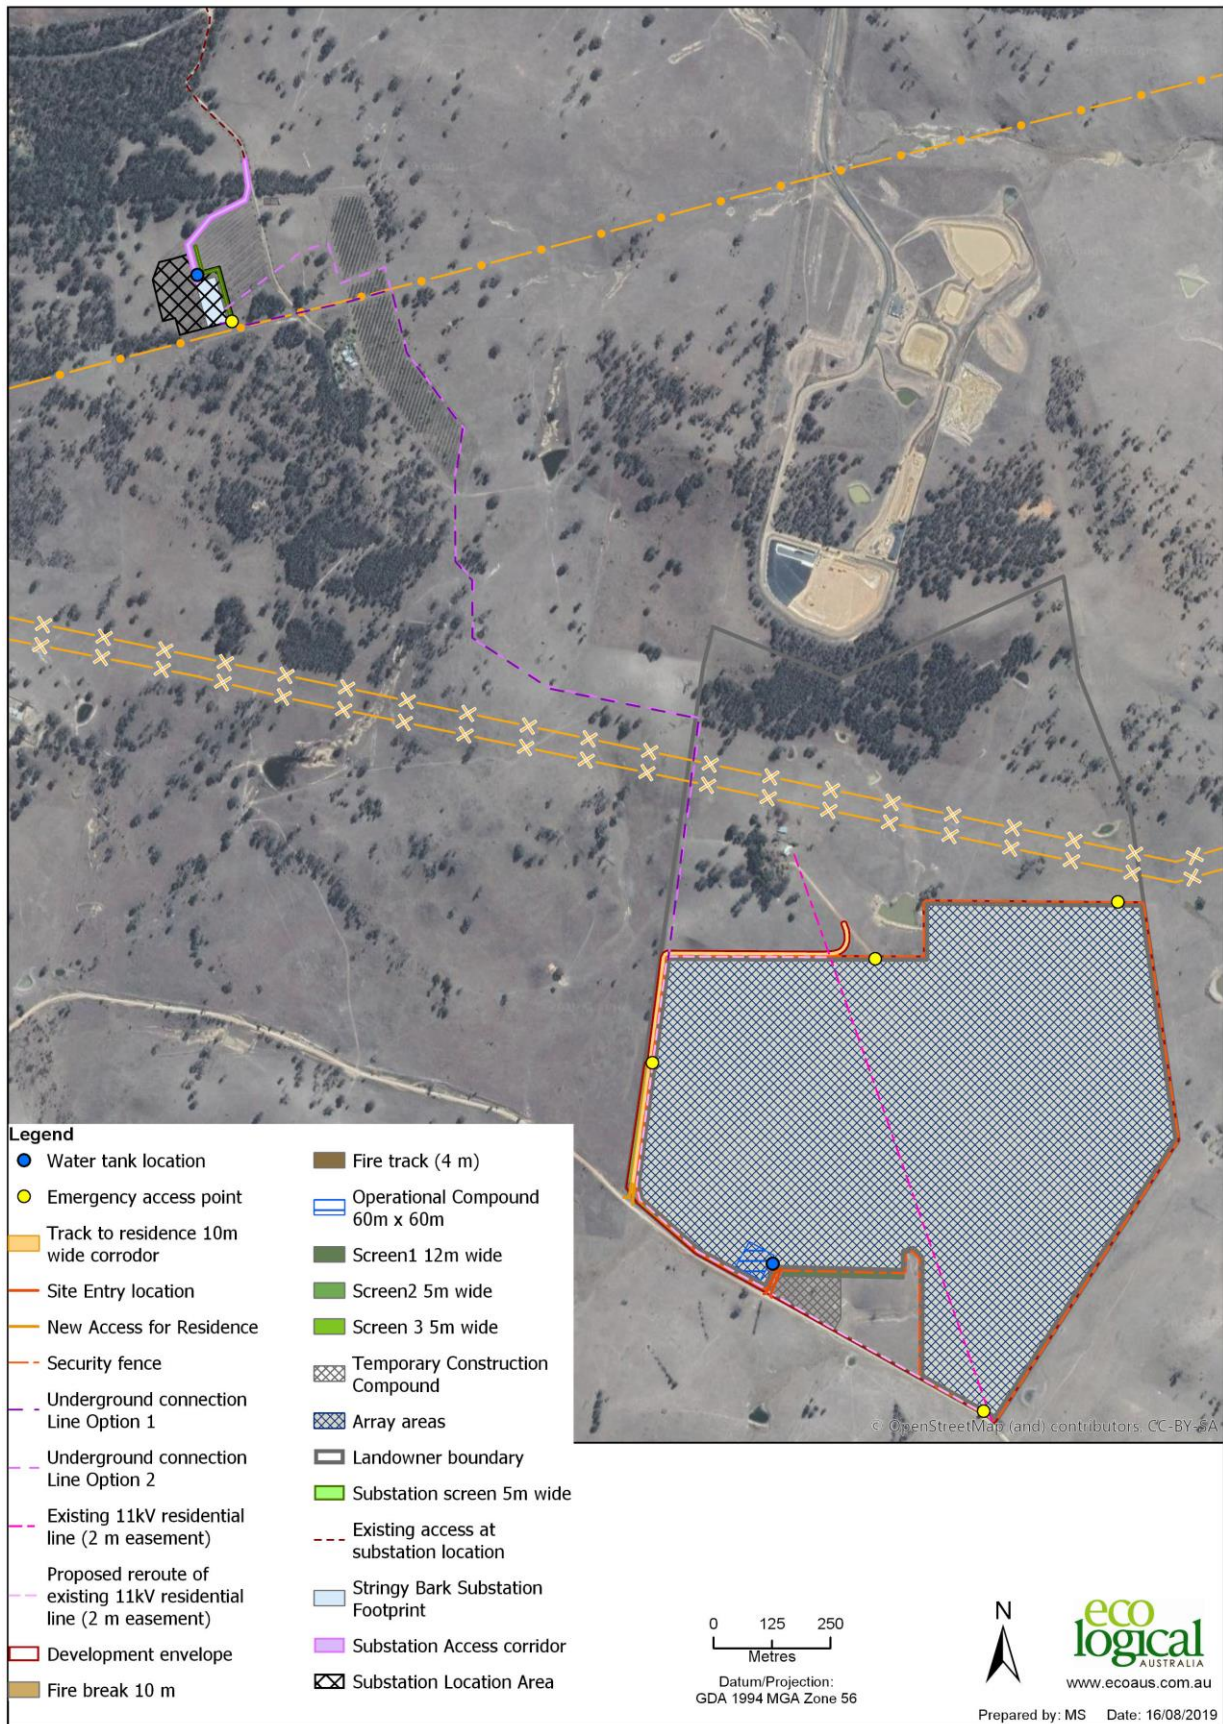 © OpenStreetMap (and) contributors, CC-BY-SA
Legend
Water tank location
Emergency access point
Track to residence 10m
wide corrodor
Site Entry location
New Access for Residence
Security fence
Underground connection
Line Option 1
Underground connection
Line Option 2
Existing 11kV residential
line (2 m easement)
Proposed reroute of
existing 11kV residential
line (2 m easement)
Development envelope
Fire break 10 m
Fire track (4 m)
Operational Compound
60m x 60m
Screen1 12m wide
Screen2 5m wide
Screen 3 5m wide
Temporary Construction
Compound
Array areas
Landowner boundary
Substation screen 5m wide
Existing access at
substation location
Stringy Bark Substation
Footprint
Substation Access corridor
Substation Location Area
0 125 250
Metres
Datum/Projection:
GDA 1994 MGA Zone 56
N
eco
logical
AUSTRALIA
www.ecoaus.com.au
Prepared by: MS Date: 16/08/2019